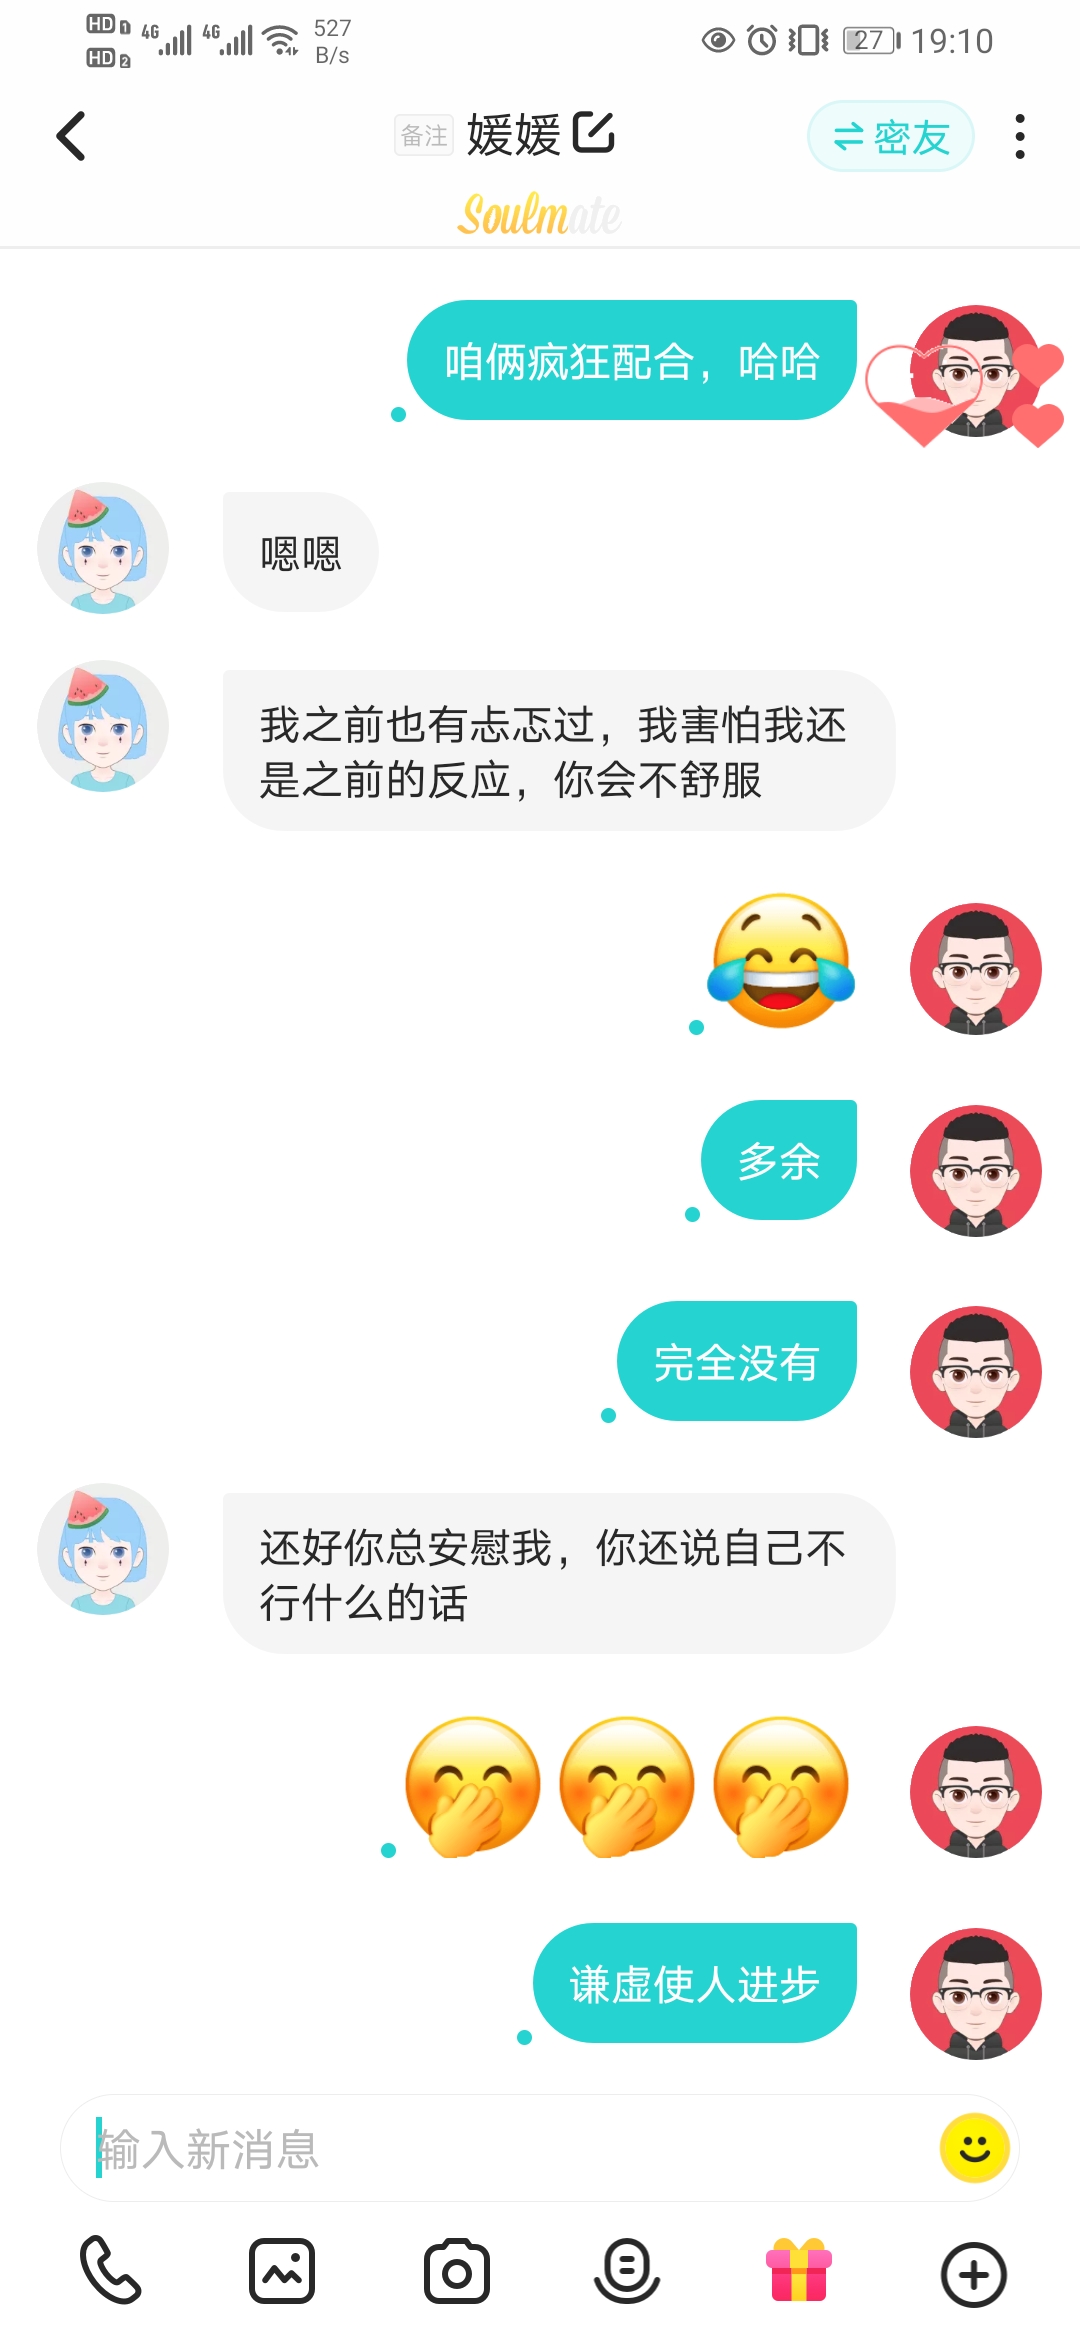 HD 1 4G 4G 527
HD 2 B/s
27 19:10
备注 媛媛 密友
Soulmate
咱俩疯狂配合，哈哈
嗯嗯
我之前也有忐忑过，我害怕我还
是之前的反应，你会不舒服
多余
完全没有
还好你总安慰我，你还说自己不
行什么的话
谦虚使人进步
输入新消息